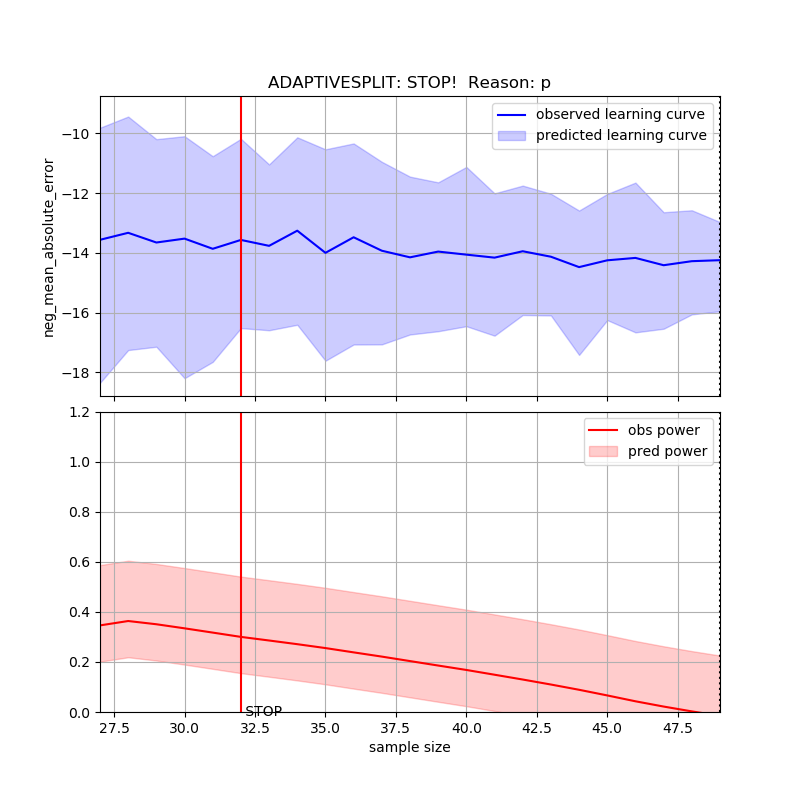 ADAPTIVESPLIT: STOP!  Reason: p
observed learning curve
predicted learning curve
neg_mean_absolute_error
−10
−12
−14
−16
−18
obs power
pred power
1.2
1.0
0.8
0.6
0.4
0.2
0.0
STOP
27.5 30.0 32.5 35.0 37.5 40.0 42.5 45.0 47.5
sample size